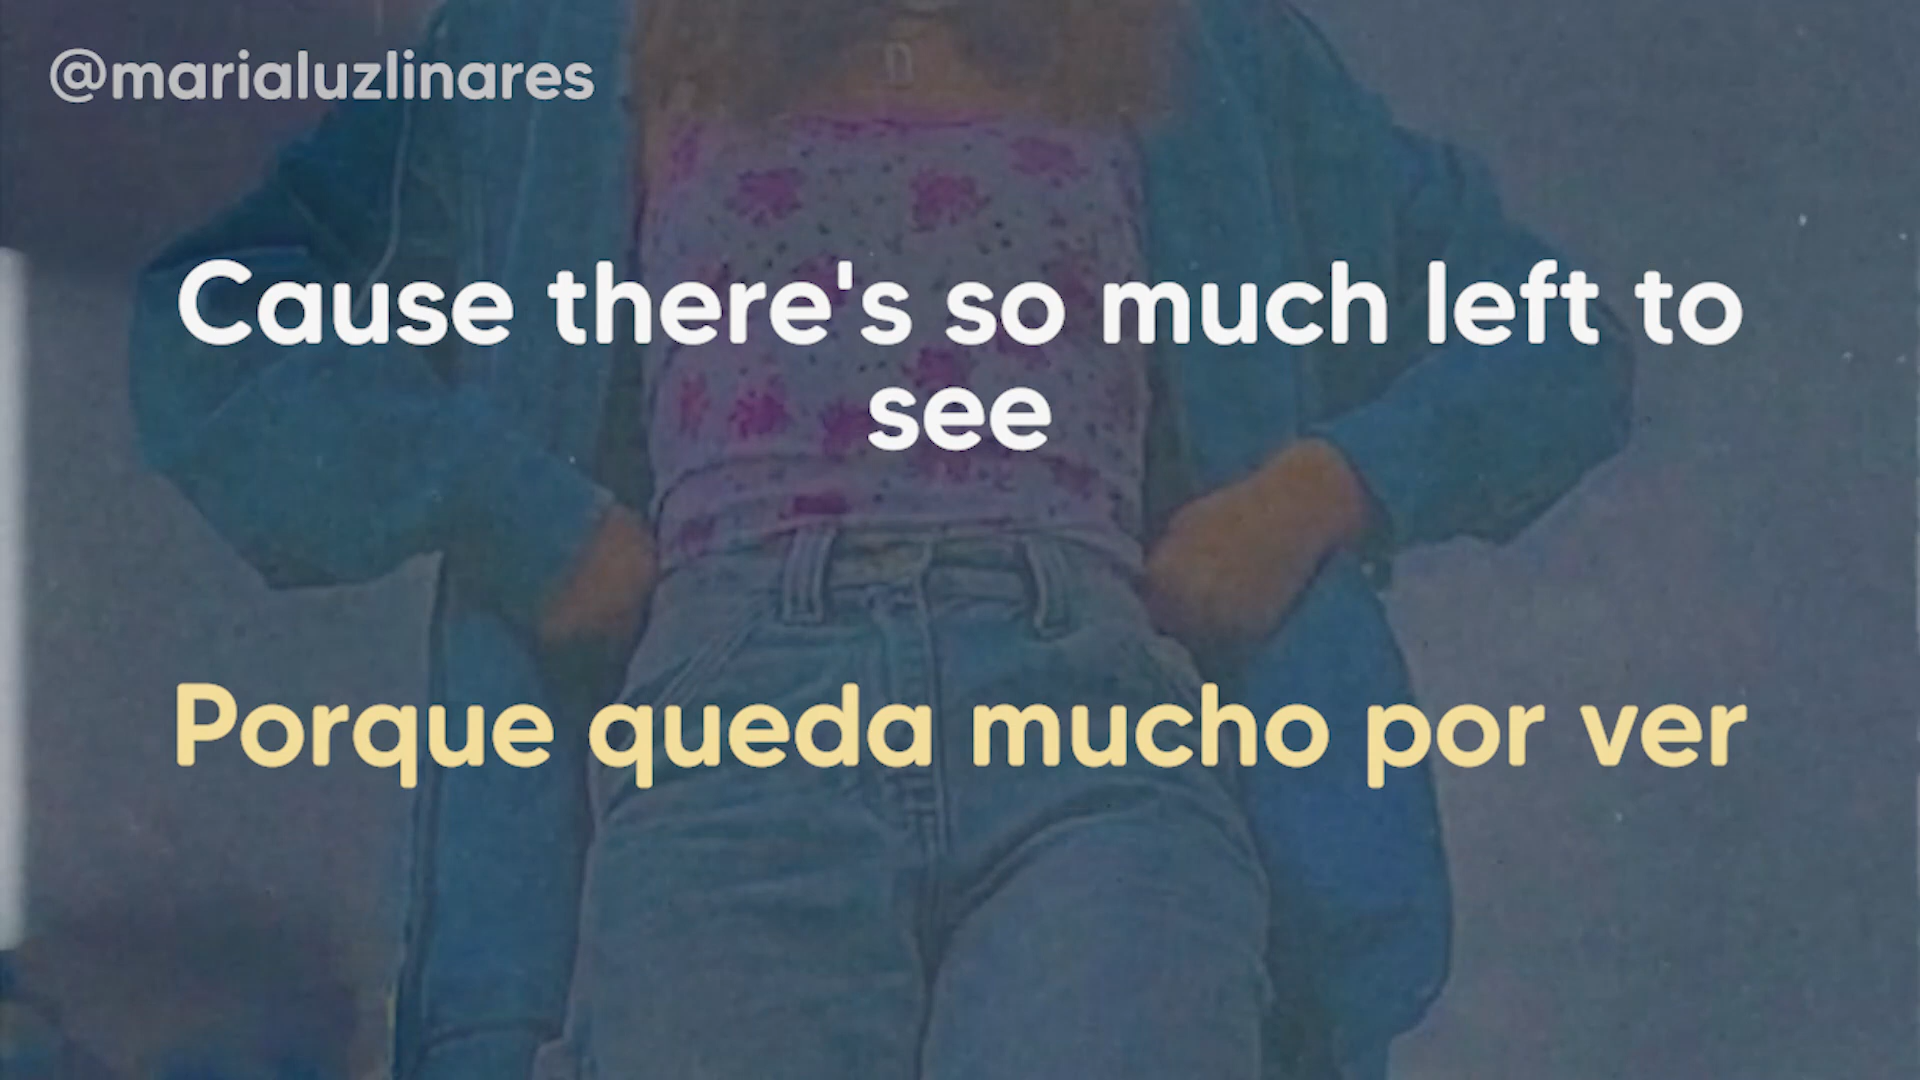 @marialuzlinares
Cause there's so much left to
see
Porque queda mucho por ver